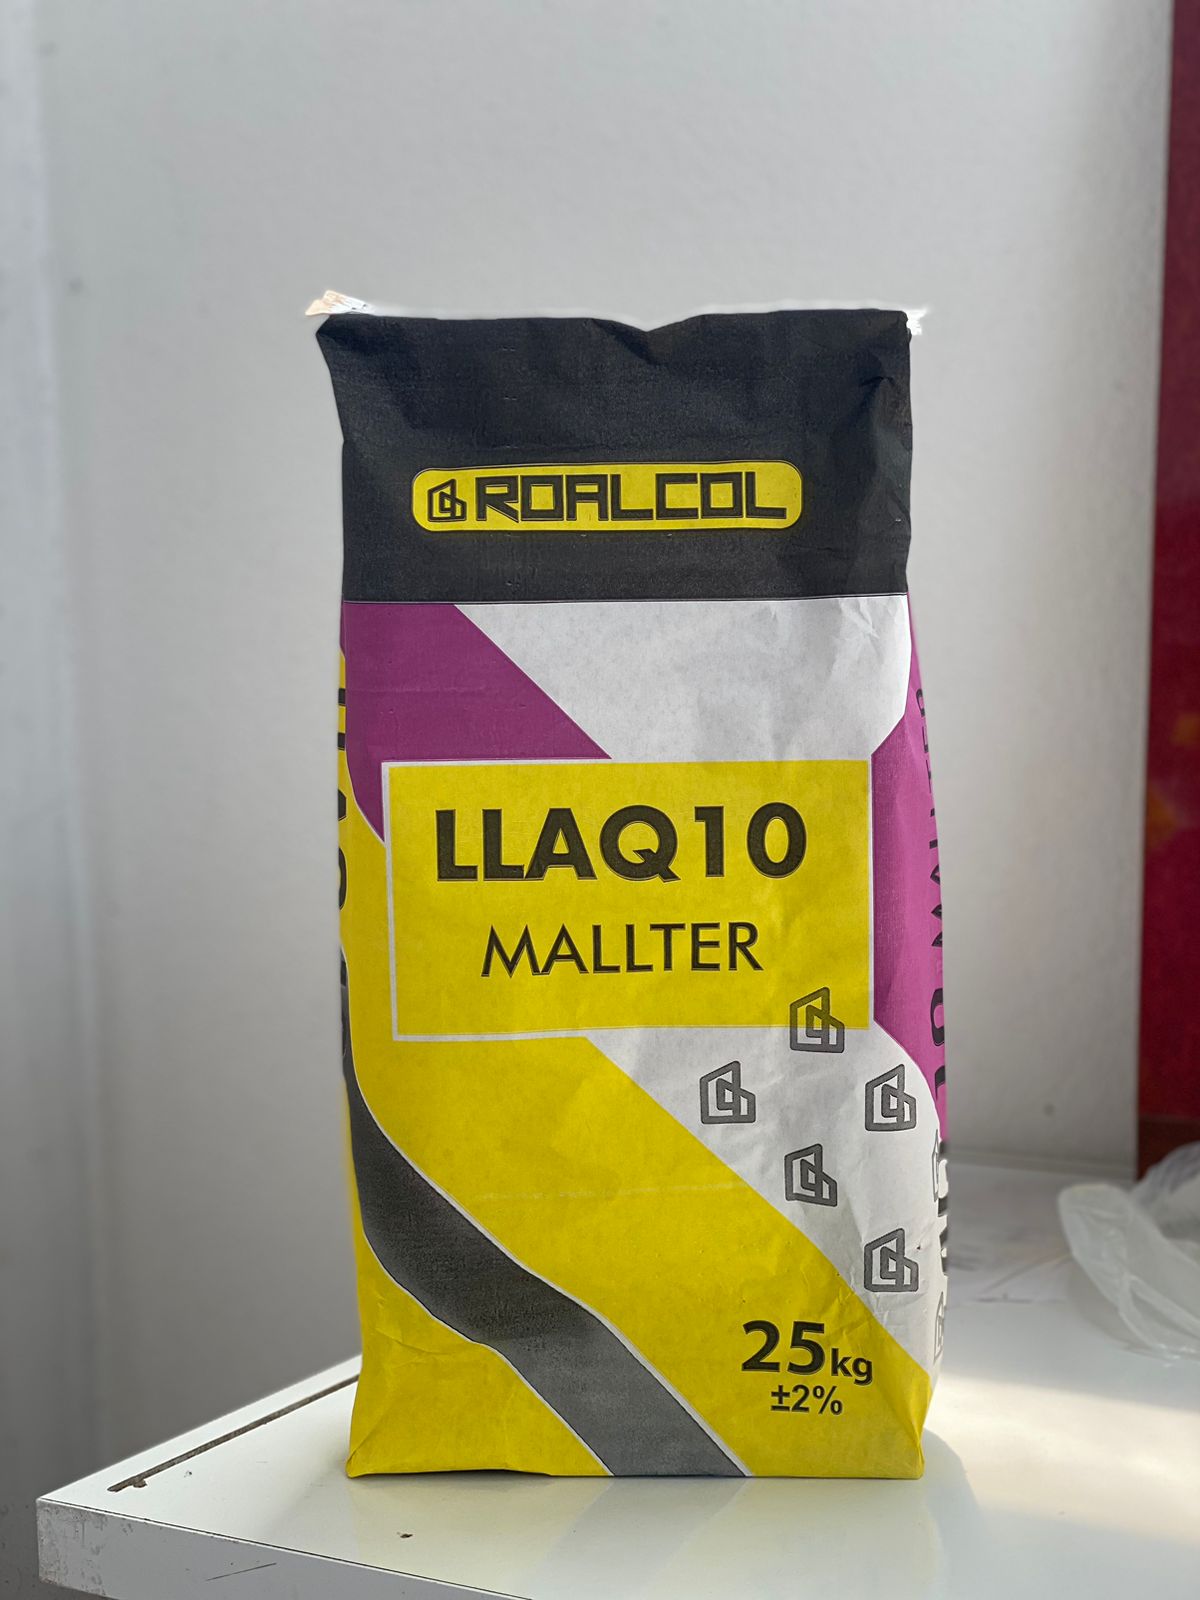 ROALCOL
LLAQ10
MALLTER
25kg
±2%